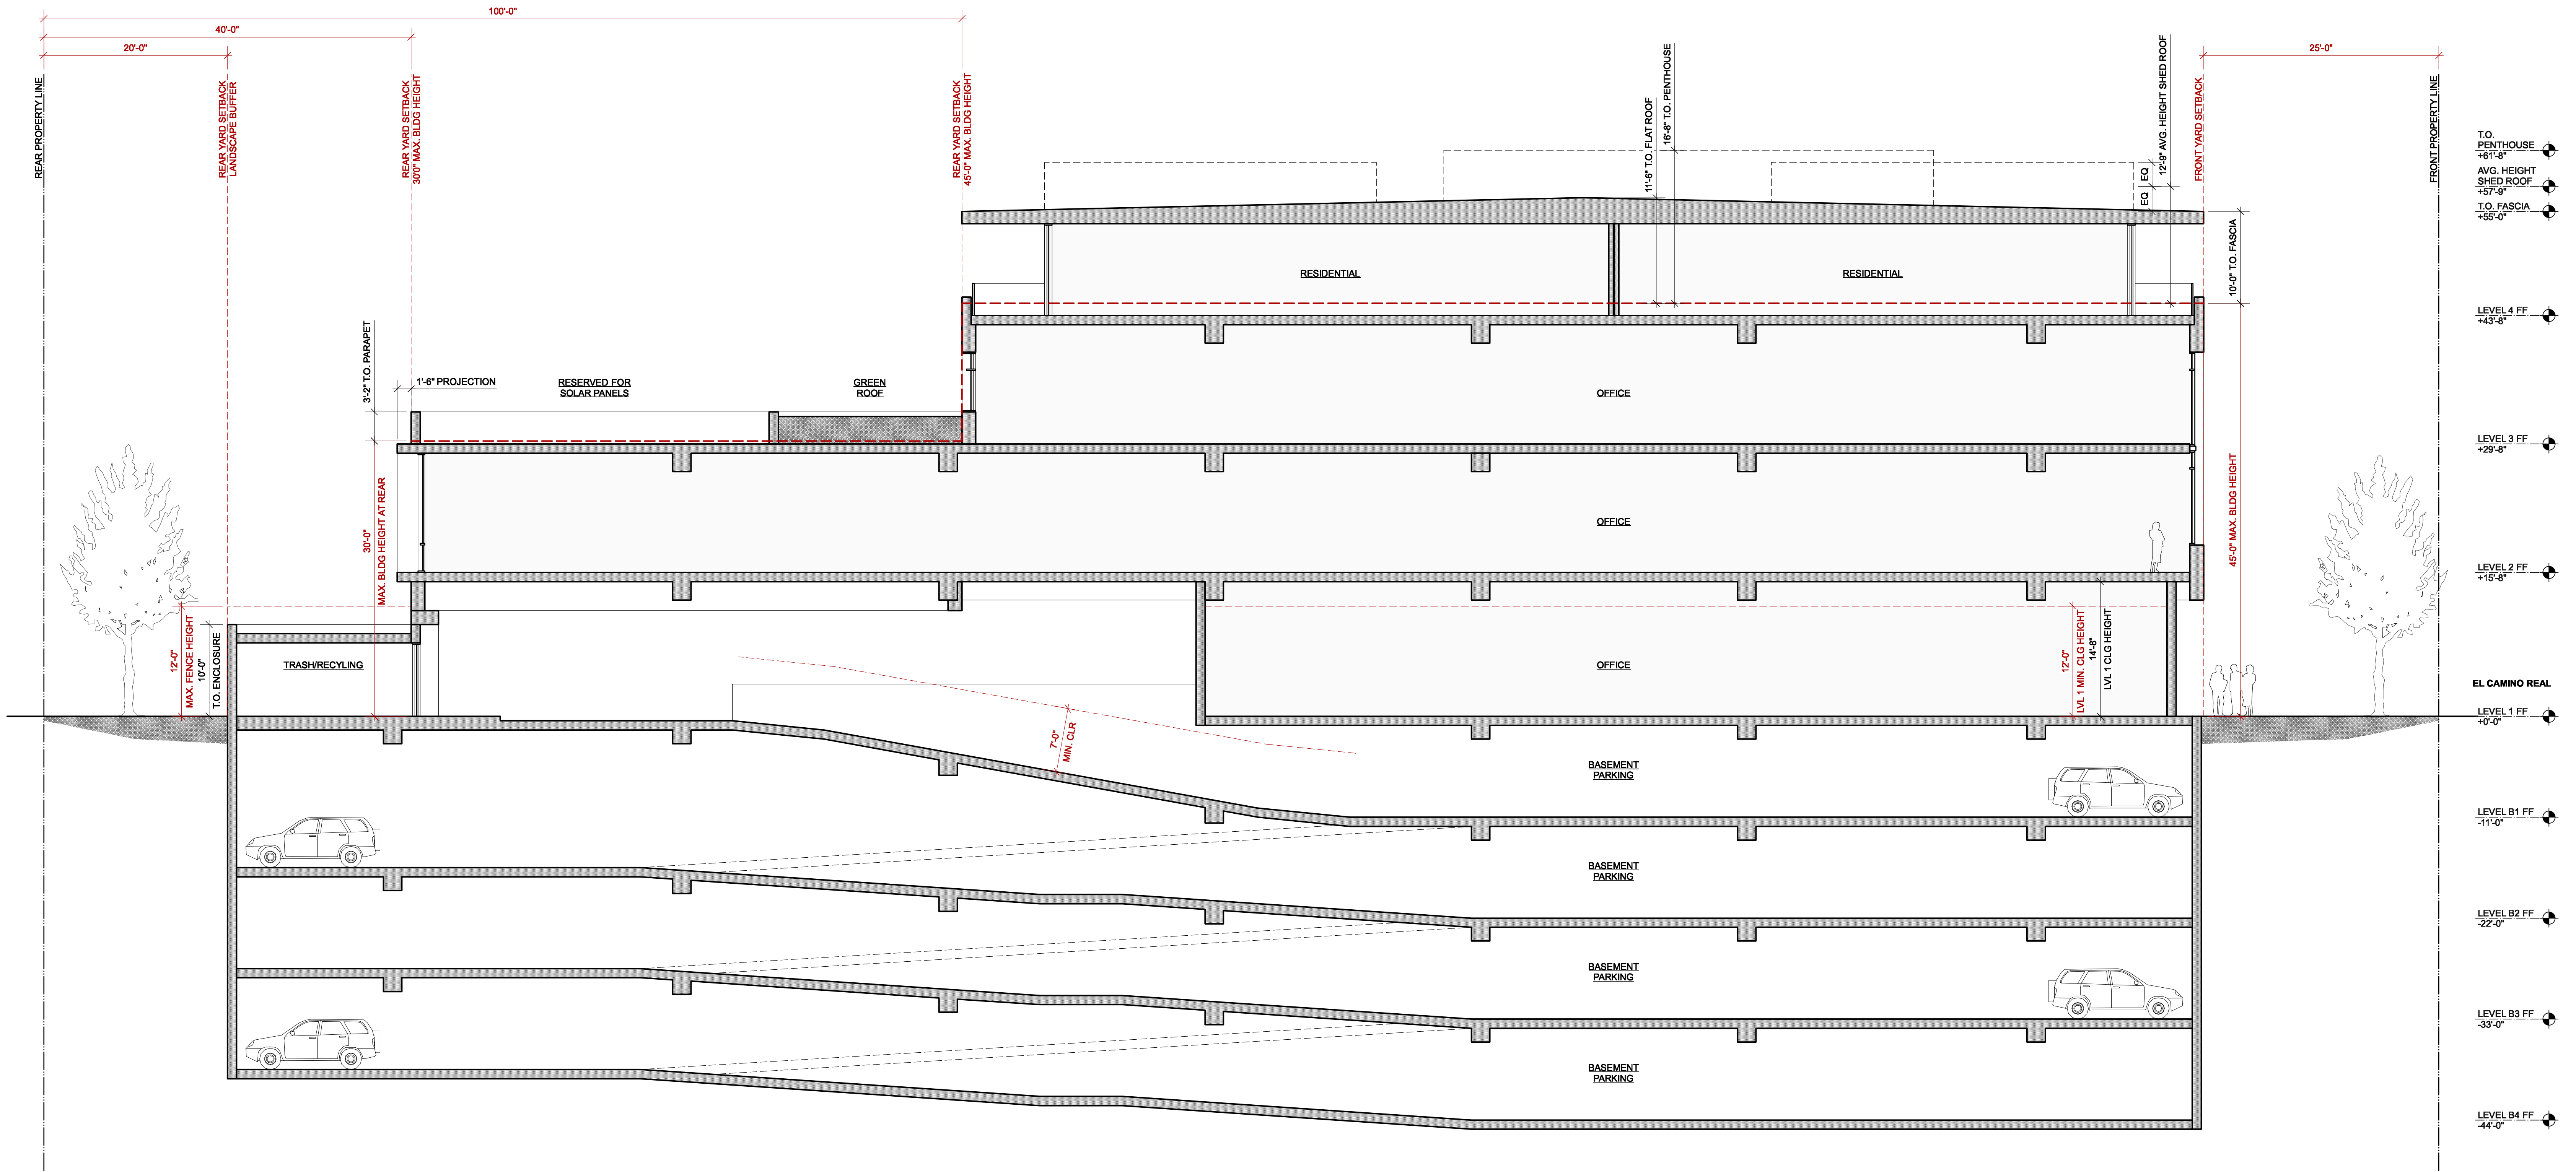 100'-0"
40'-0"
20'-0"
25'-0"
REAR PROPERTY LINE
REAR YARD SETBACK
LANDSCAPE BUFFER
REAR YARD SETBACK
30'0" MAX. BLDG HEIGHT
REAR YARD SETBACK
45'-0" MAX. BLDG HEIGHT
11'-6" T.O. FLAT ROOF
16'-8" T.O. PENTHOUSE
12'-9" AVG. HEIGHT SHED ROOF
FRONT YARD SETBACK
FRONT PROPERTY LINE
EQ
EQ
T.O.
PENTHOUSE
+61'-8"
AVG. HEIGHT
SHED ROOF
+57'-9"
T.O. FASCIA
+55'-0"
10'-0" T.O. FASCIA
RESIDENTIAL
RESIDENTIAL
LEVEL 4 FF
+43'-8"
3'-2" T.O. PARAPET
1'-6" PROJECTION
RESERVED FOR
SOLAR PANELS
GREEN
ROOF
OFFICE
LEVEL 3 FF
+29'-8"
30'-0"
MAX. BLDG HEIGHT AT REAR
OFFICE
45'-0" MAX. BLDG HEIGHT
LEVEL 2 FF
+15'-8"
12'-0"
MAX. FENCE HEIGHT
10'-0"
T.O. ENCLOSURE
TRASH/RECYLING
OFFICE
12'-0"
LVL 1 MIN. CLG HEIGHT
14'-8"
LVL 1 CLG HEIGHT
EL CAMINO REAL
LEVEL 1 FF
+0'-0"
7'-0"
MIN. CLR
BASEMENT
PARKING
LEVEL B1 FF
-11'-0"
BASEMENT
PARKING
LEVEL B2 FF
-22'-0"
BASEMENT
PARKING
LEVEL B3 FF
-33'-0"
BASEMENT
PARKING
LEVEL B4 FF
-44'-0"